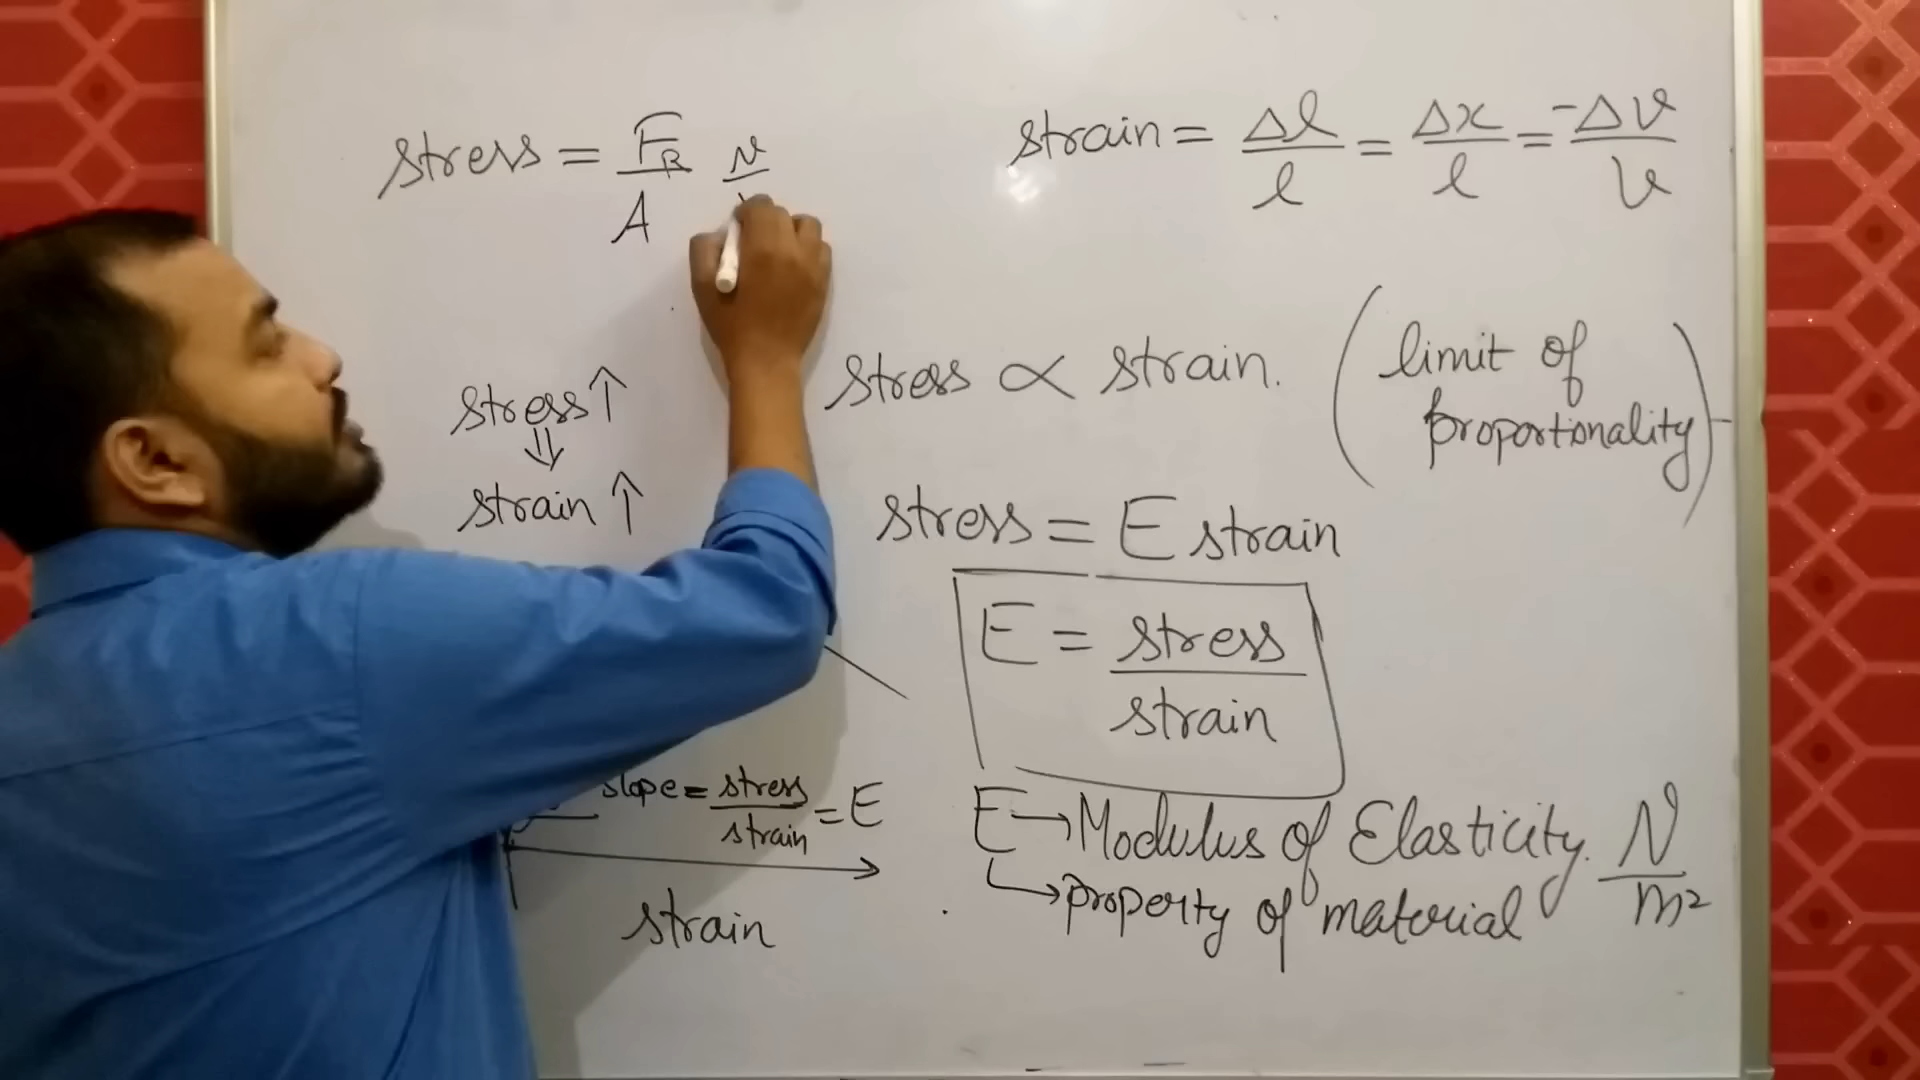 stress = F_R / A N/
strain = Δl/l = Δx/l = -ΔV/V
stress ↑
⇓
strain ↑
stress ∝ strain. (limit of proportionality)
stress = E strain
E = stress/strain
slope = stress/strain = E
strain
E → Modulus of Elasticity. N/m²
→ property of material